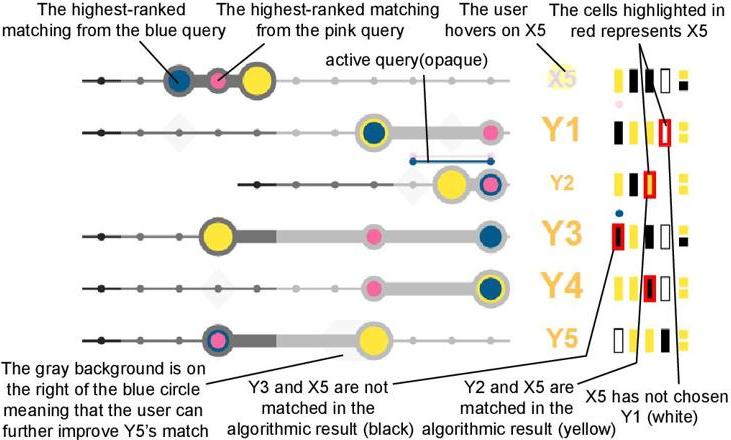 The highest-ranked
matching from the blue query
The highest-ranked matching
from the pink query
The user
hovers on X5
The cells highlighted in
red represents X5
active query(opaque)
X5
Y1
Y2
Y3
Y4
Y5
The gray background is on
the right of the blue circle
meaning that the user can
further improve Y5's match
Y3 and X5 are not
matched in the
algorithmic result (black)
Y2 and X5 are
matched in the
algorithmic result (yellow)
X5 has not chosen
Y1 (white)